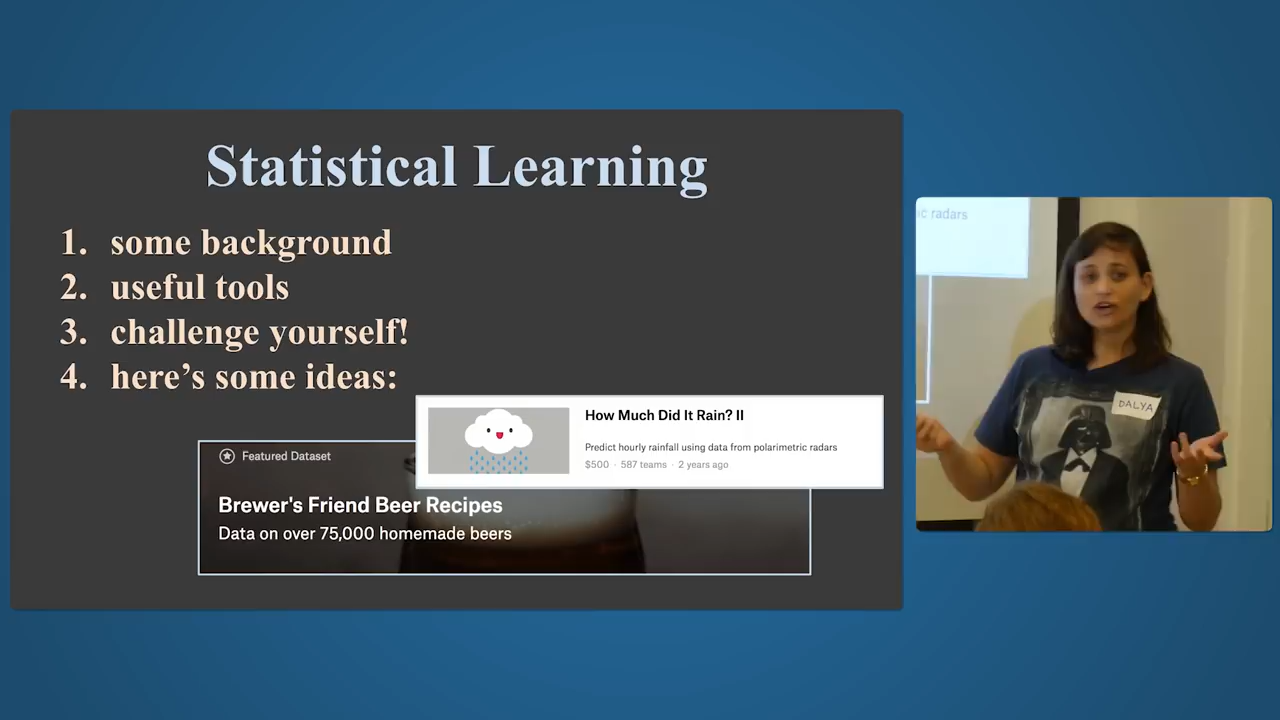 Statistical Learning
1. some background
2. useful tools
3. challenge yourself!
4. here's some ideas:
How Much Did It Rain? II
Predict hourly rainfall using data from polarimetric radars
$500 · 587 teams · 2 years ago
Featured Dataset
Brewer's Friend Beer Recipes
Data on over 75,000 homemade beers
ic radars
DALYA